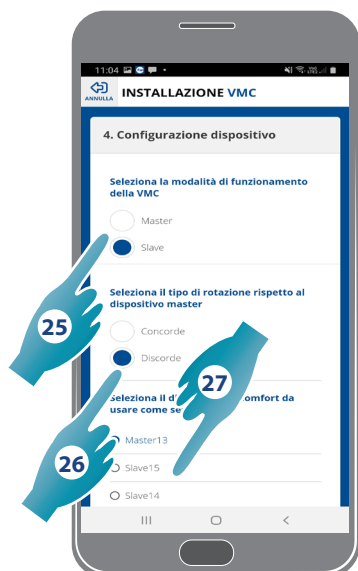 11:04
ANNULLA
INSTALLAZIONE VMC
4. Configurazione dispositivo
Seleziona la modalità di funzionamento
della VMC
Master
Slave
Seleziona il tipo di rotazione rispetto al
dispositivo master
25
Concorde
Discorde
27
Seleziona il d omfort da
usare come se
Master13
26
Slave15
Slave14